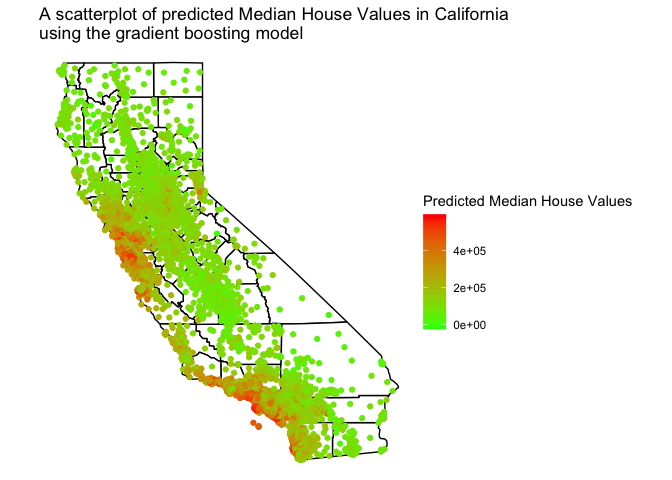 A scatterplot of predicted Median House Values in California
using the gradient boosting model
Predicted Median House Values
4e+05
2e+05
0e+00